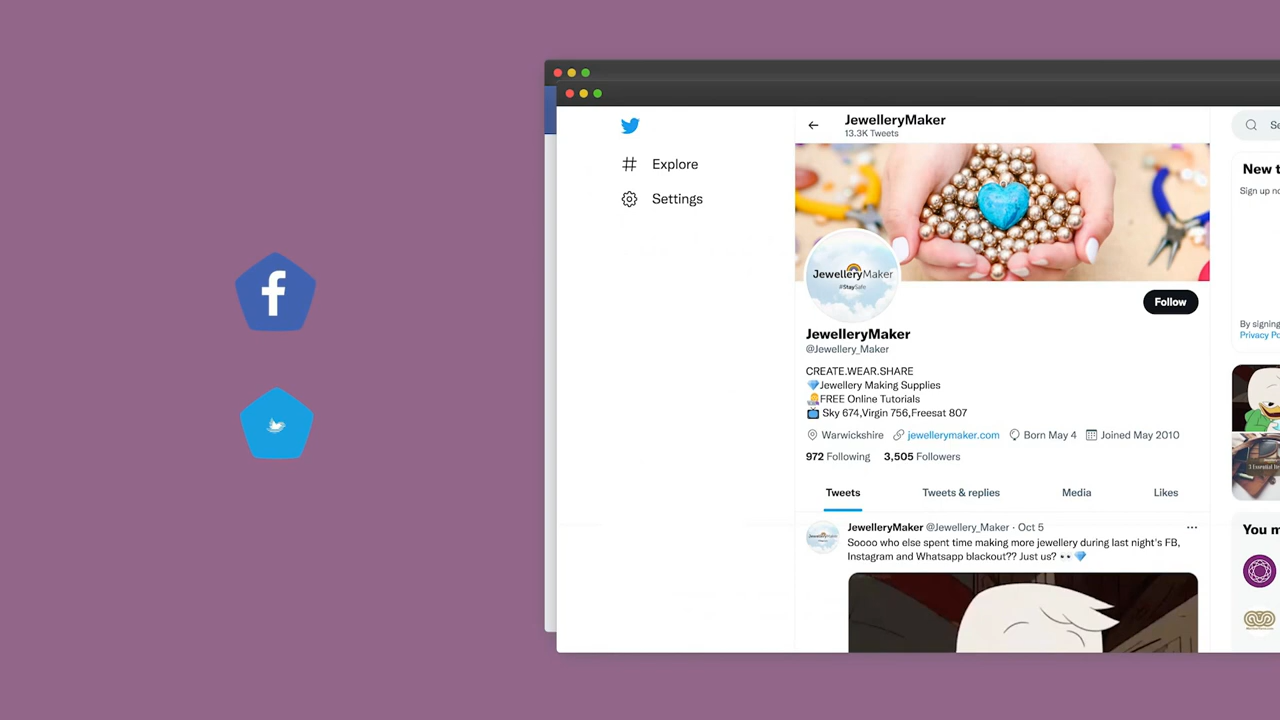 f
JewelleryMaker
13.3K Tweets
Explore
Settings
JewelleryMaker
#StaySafe
Follow
JewelleryMaker
@Jewellery_Maker
CREATE.WEAR.SHARE
💎Jewellery Making Supplies
👩‍🎨FREE Online Tutorials
📺 Sky 674,Virgin 756,Freesat 807
Warwickshire jewellerymaker.com Born May 4 Joined May 2010
972 Following 3,505 Followers
Tweets Tweets & replies Media Likes
JewelleryMaker @Jewellery_Maker · Oct 5
Soooo who else spent time making more jewellery during last night's FB,
Instagram and Whatsapp blackout?? Just us? 👀 💎
New t
Sign up no
By signing
Privacy Po
You m